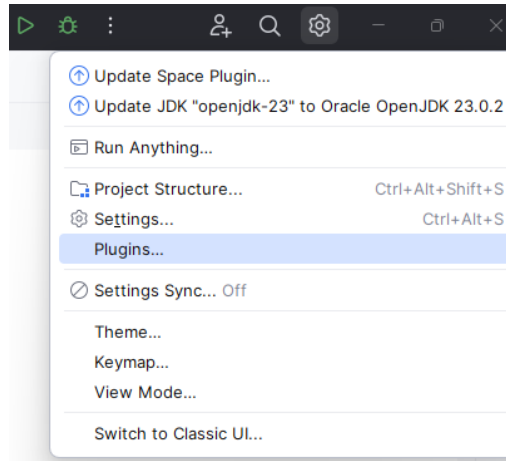 Update Space Plugin...
Update JDK "openjdk-23" to Oracle OpenJDK 23.0.2
Run Anything...
Project Structure... Ctrl+Alt+Shift+S
Settings... Ctrl+Alt+S
Plugins...
Settings Sync... Off
Theme...
Keymap...
View Mode...
Switch to Classic UI...